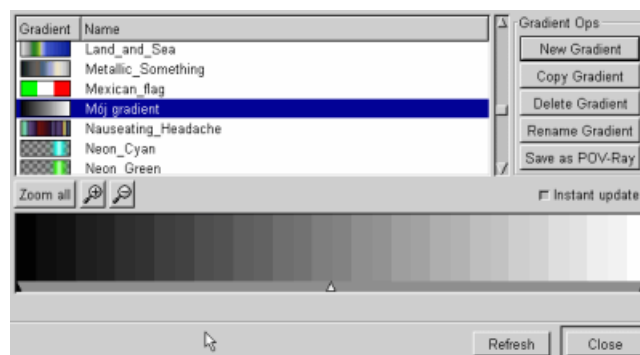 Gradient Name
Land_and_Sea
Metallic_Something
Mexican_flag
Mój gradient
Nauseating_Headache
Neon_Cyan
Neon_Green
Gradient Ops
New Gradient
Copy Gradient
Delete Gradient
Rename Gradient
Save as POV-Ray
Zoom all
Instant update
Refresh Close